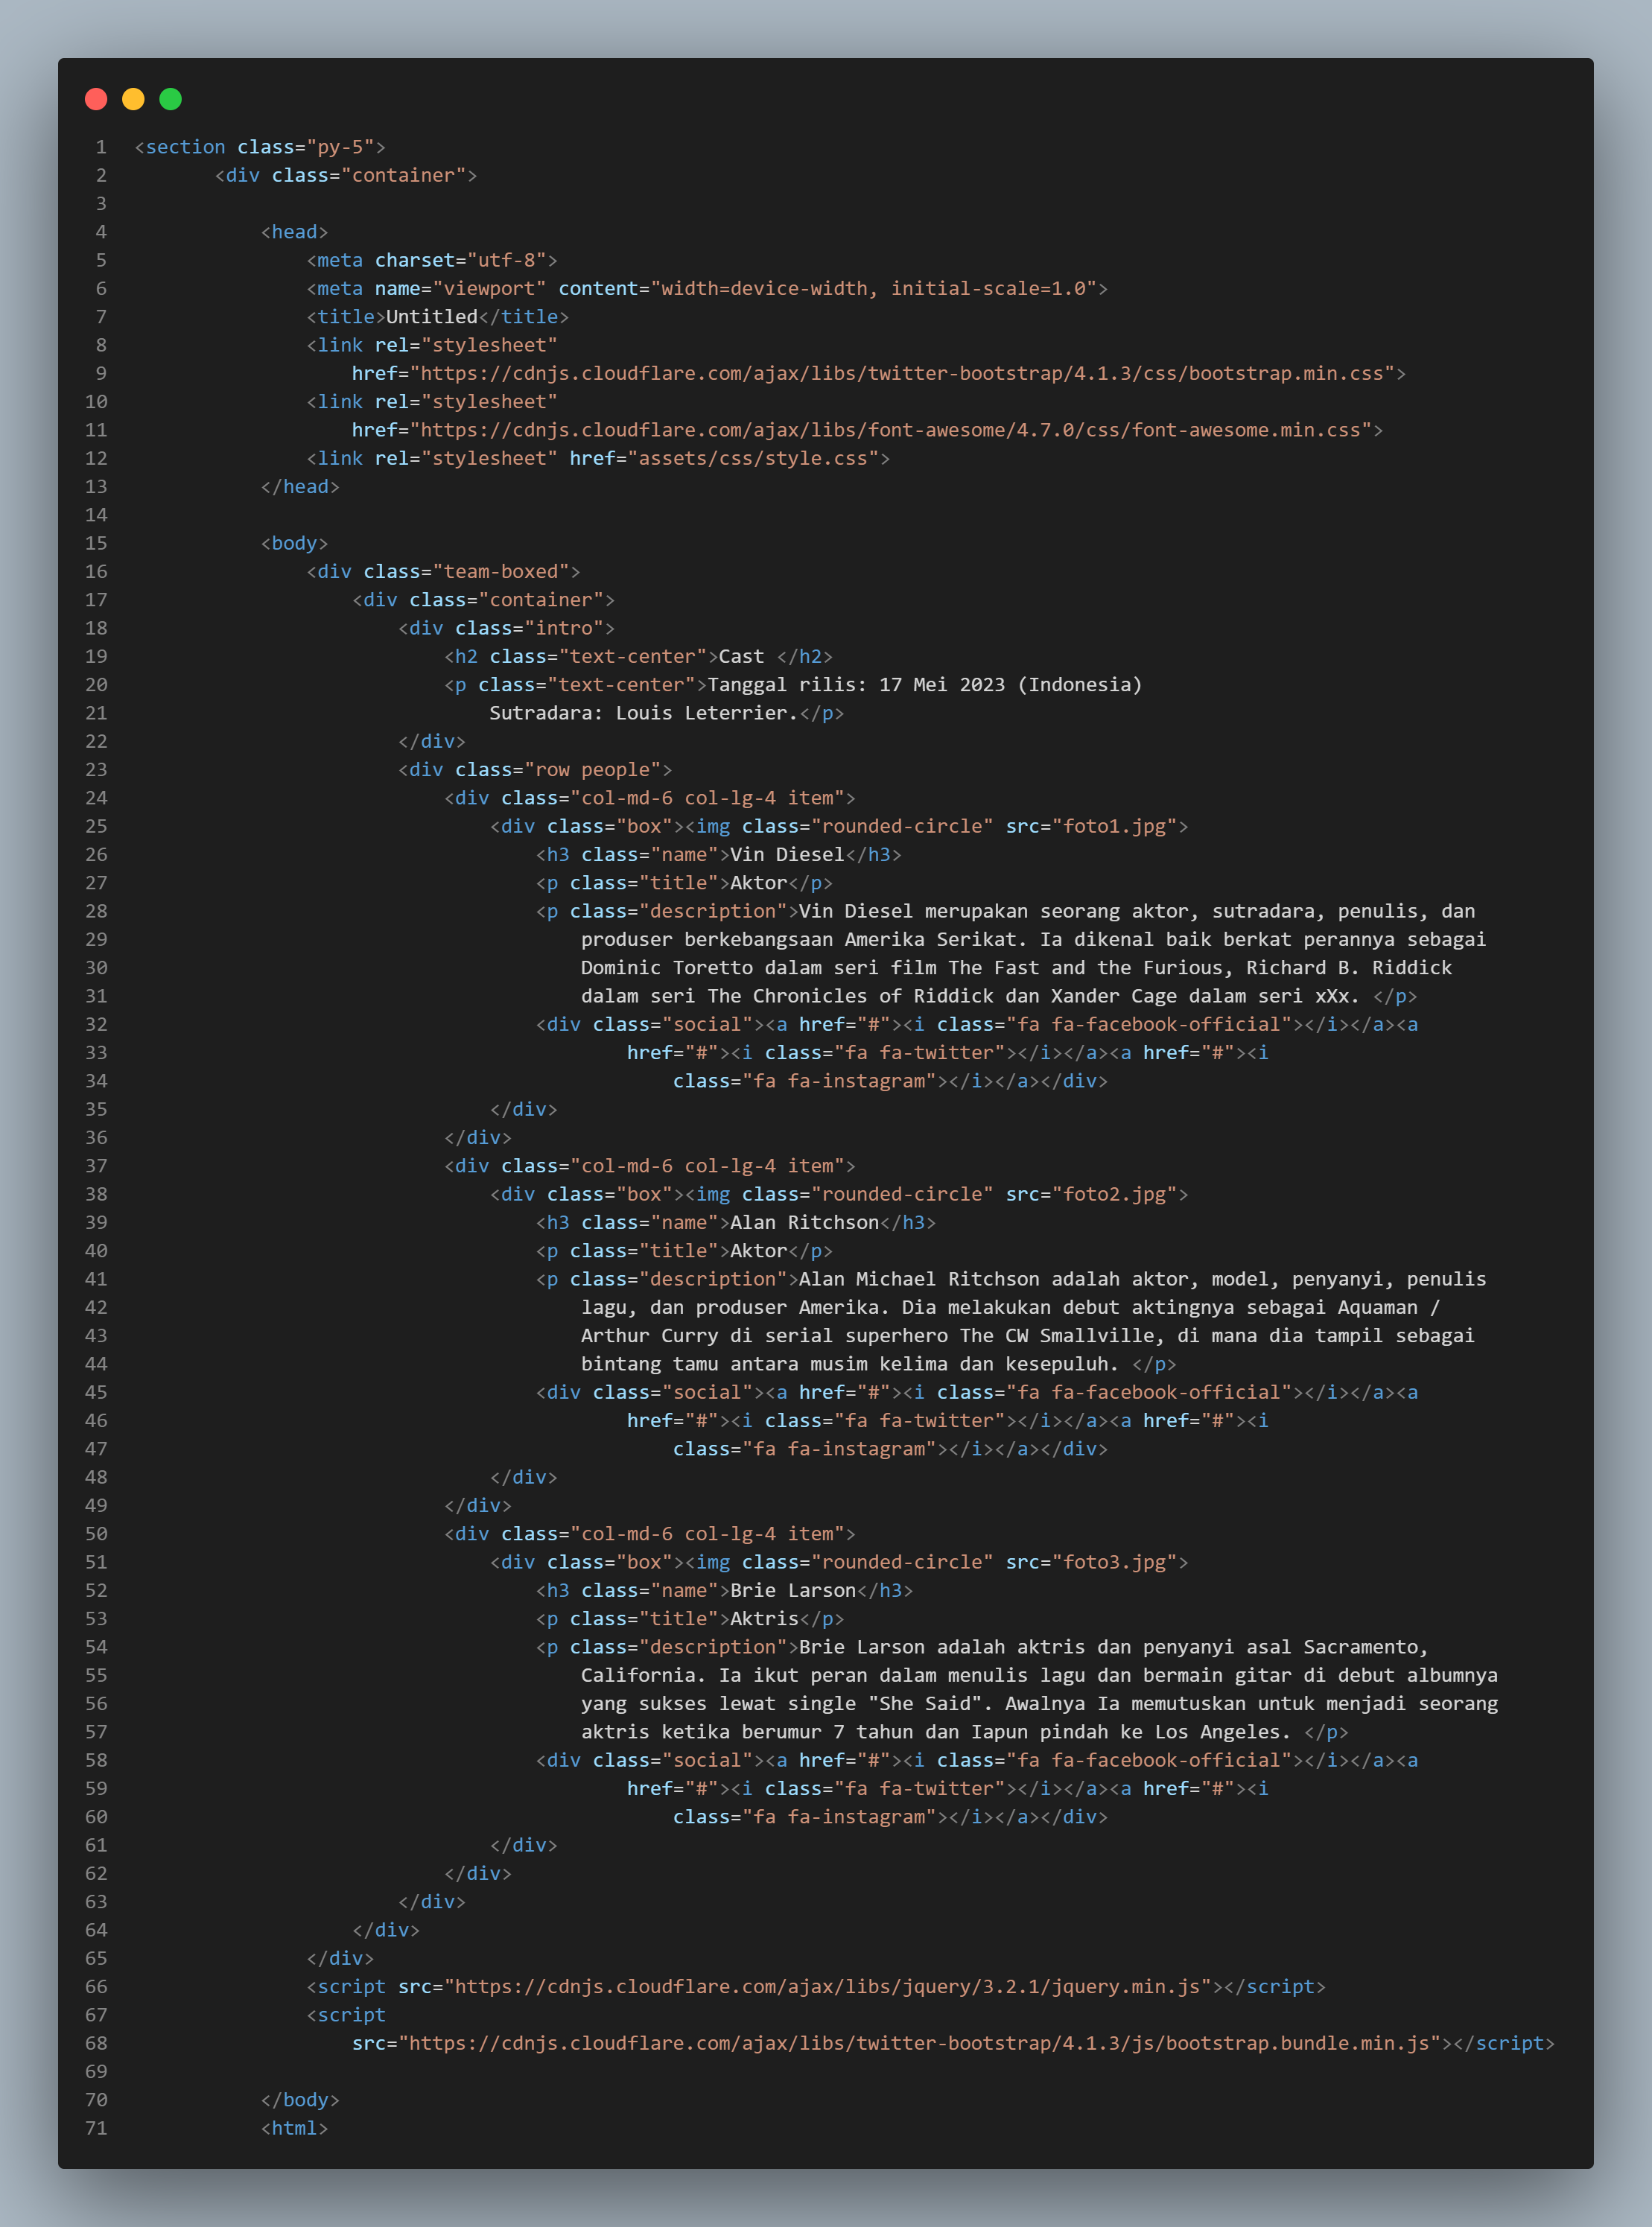 1 <section class="py-5">
2 <div class="container">
3
4 <head>
5 <meta charset="utf-8">
6 <meta name="viewport" content="width=device-width, initial-scale=1.0">
7 <title>Untitled</title>
8 <link rel="stylesheet"
9 href="https://cdnjs.cloudflare.com/ajax/libs/twitter-bootstrap/4.1.3/css/bootstrap.min.css">
10 <link rel="stylesheet"
11 href="https://cdnjs.cloudflare.com/ajax/libs/font-awesome/4.7.0/css/font-awesome.min.css">
12 <link rel="stylesheet" href="assets/css/style.css">
13 </head>
14
15 <body>
16 <div class="team-boxed">
17 <div class="container">
18 <div class="intro">
19 <h2 class="text-center">Cast </h2>
20 <p class="text-center">Tanggal rilis: 17 Mei 2023 (Indonesia)
21 Sutradara: Louis Leterrier.</p>
22 </div>
23 <div class="row people">
24 <div class="col-md-6 col-lg-4 item">
25 <div class="box"><img class="rounded-circle" src="foto1.jpg">
26 <h3 class="name">Vin Diesel</h3>
27 <p class="title">Aktor</p>
28 <p class="description">Vin Diesel merupakan seorang aktor, sutradara, penulis, dan
29 produser berkebangsaan Amerika Serikat. Ia dikenal baik berkat perannya sebagai
30 Dominic Toretto dalam seri film The Fast and the Furious, Richard B. Riddick
31 dalam seri The Chronicles of Riddick dan Xander Cage dalam seri xXx. </p>
32 <div class="social"><a href="#"><i class="fa fa-facebook-official"></i></a><a
33 href="#"><i class="fa fa-twitter"></i></a><a href="#"><i
34 class="fa fa-instagram"></i></a></div>
35 </div>
36 </div>
37 <div class="col-md-6 col-lg-4 item">
38 <div class="box"><img class="rounded-circle" src="foto2.jpg">
39 <h3 class="name">Alan Ritchson</h3>
40 <p class="title">Aktor</p>
41 <p class="description">Alan Michael Ritchson adalah aktor, model, penyanyi, penulis
42 lagu, dan produser Amerika. Dia melakukan debut aktingnya sebagai Aquaman /
43 Arthur Curry di serial superhero The CW Smallville, di mana dia tampil sebagai
44 bintang tamu antara musim kelima dan kesepuluh. </p>
45 <div class="social"><a href="#"><i class="fa fa-facebook-official"></i></a><a
46 href="#"><i class="fa fa-twitter"></i></a><a href="#"><i
47 class="fa fa-instagram"></i></a></div>
48 </div>
49 </div>
50 <div class="col-md-6 col-lg-4 item">
51 <div class="box"><img class="rounded-circle" src="foto3.jpg">
52 <h3 class="name">Brie Larson</h3>
53 <p class="title">Aktris</p>
54 <p class="description">Brie Larson adalah aktris dan penyanyi asal Sacramento,
55 California. Ia ikut peran dalam menulis lagu dan bermain gitar di debut albumnya
56 yang sukses lewat single "She Said". Awalnya Ia memutuskan untuk menjadi seorang
57 aktris ketika berumur 7 tahun dan Iapun pindah ke Los Angeles. </p>
58 <div class="social"><a href="#"><i class="fa fa-facebook-official"></i></a><a
59 href="#"><i class="fa fa-twitter"></i></a><a href="#"><i
60 class="fa fa-instagram"></i></a></div>
61 </div>
62 </div>
63 </div>
64 </div>
65 </div>
66 <script src="https://cdnjs.cloudflare.com/ajax/libs/jquery/3.2.1/jquery.min.js"></script>
67 <script
68 src="https://cdnjs.cloudflare.com/ajax/libs/twitter-bootstrap/4.1.3/js/bootstrap.bundle.min.js"></script>
69
70 </body>
71 <html>